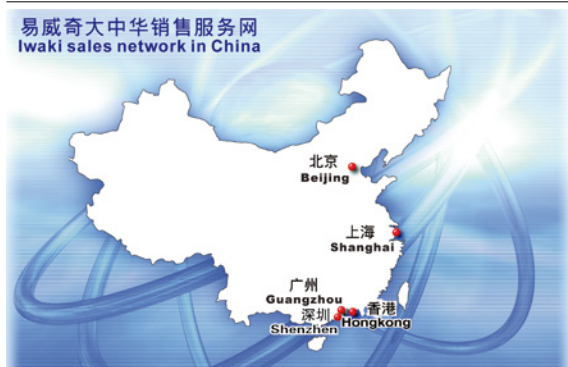 易威奇大中华销售服务网
Iwaki sales network in China
北京
Beijing
上海
Shanghai
广州
Guangzhou
深圳
Shenzhen
香港
Hongkong